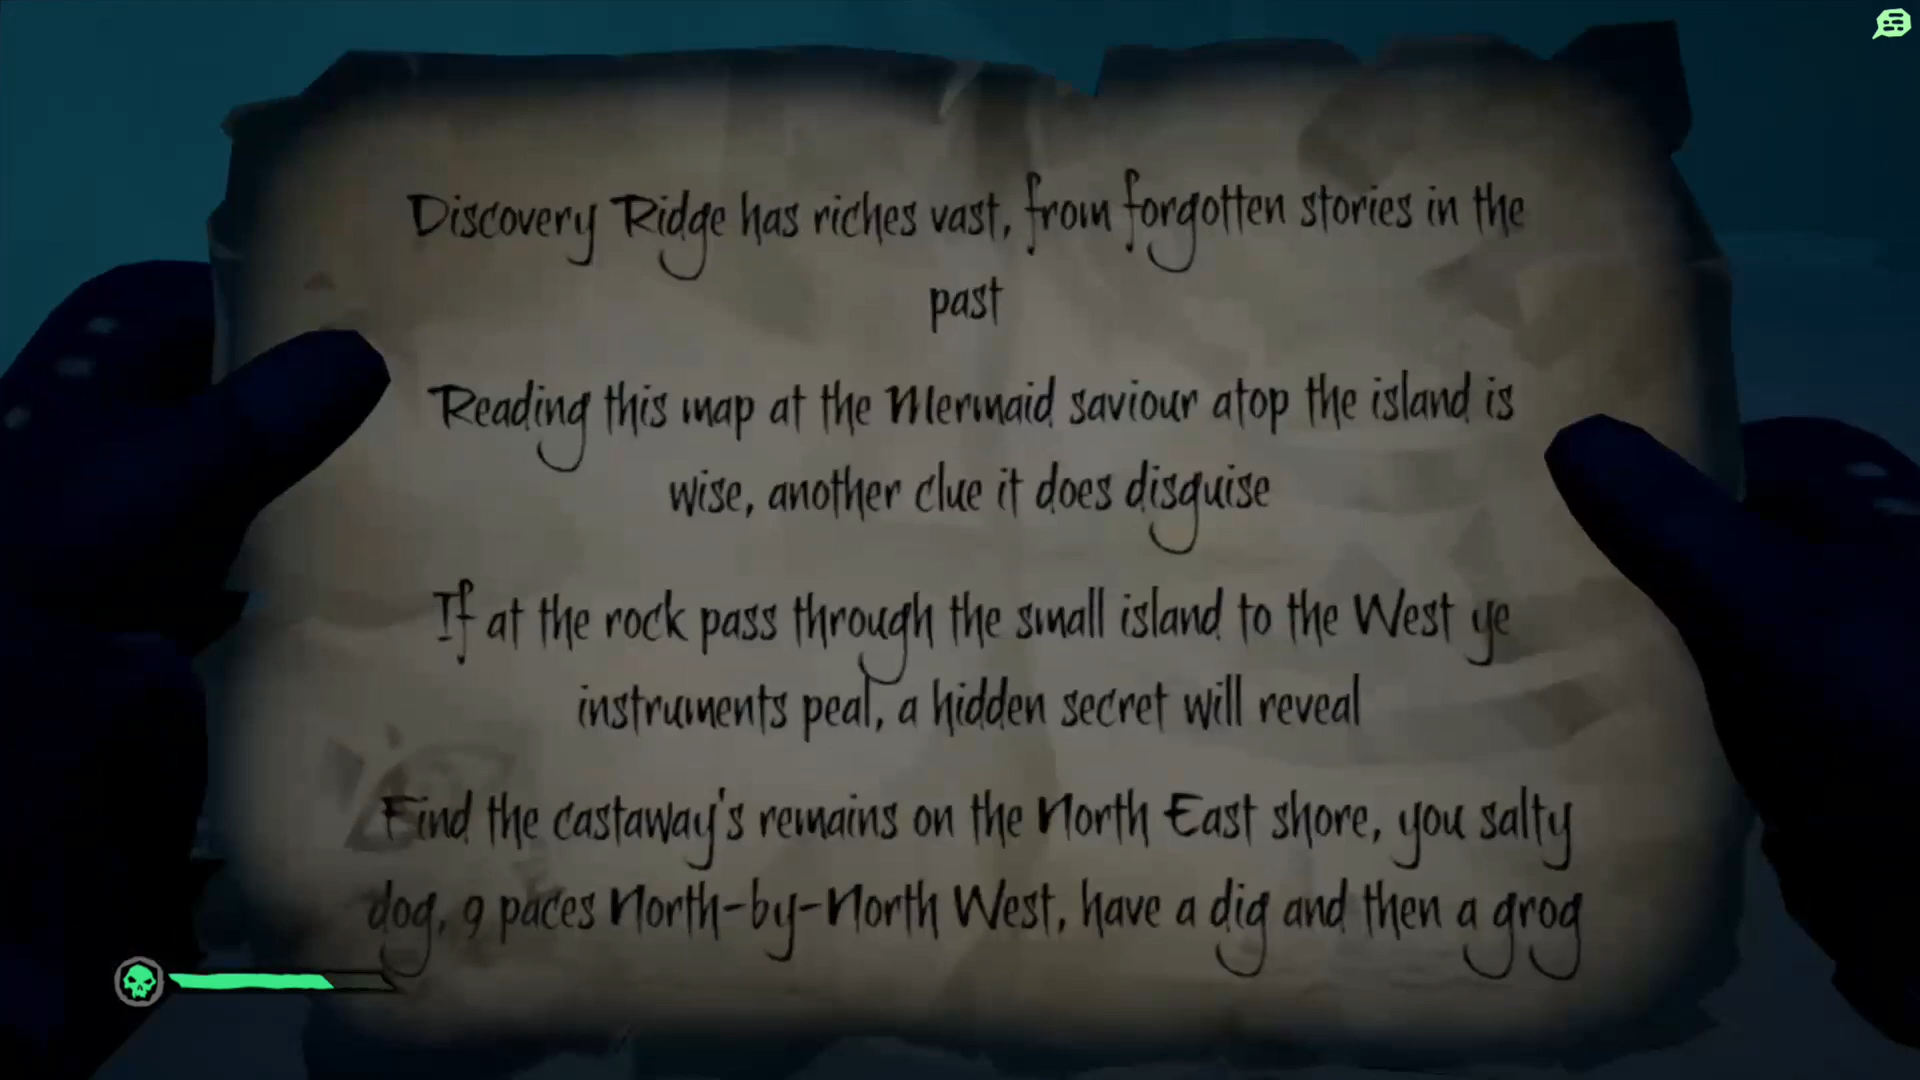 Discovery Ridge has riches vast, from forgotten stories in the
past
Reading this map at the Mermaid saviour atop the island is
wise, another clue it does disguise
If at the rock pass through the small island to the West ye
instruments peal, a hidden secret will reveal
Find the castaway's remains on the North East shore, you salty
dog, 9 paces North-by-North West, have a dig and then a grog